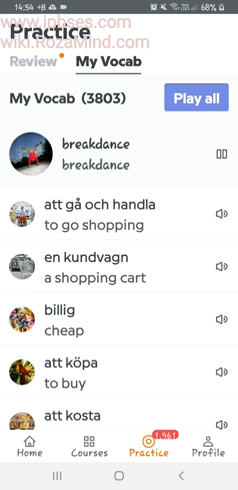 14:54 +B 68%
www.jobses.com
wiki.RozaMind.com
Practice
Review My Vocab
My Vocab (3803) Play all
breakdance
breakdance
att gå och handla
to go shopping
en kundvagn
a shopping cart
billig
cheap
att köpa
to buy
att kosta
1,961
Home Courses Practice Profile